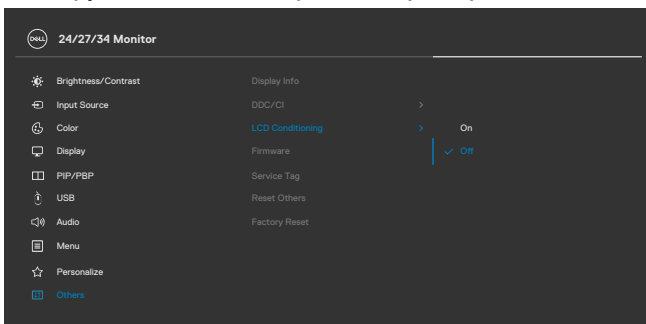 DELL 24/27/34 Monitor
Brightness/Contrast Display Info
Input Source DDC/CI
Color LCD Conditioning On
Display Firmware Off
PIP/PBP Service Tag
USB Reset Others
Audio Factory Reset
Menu
Personalize
Others